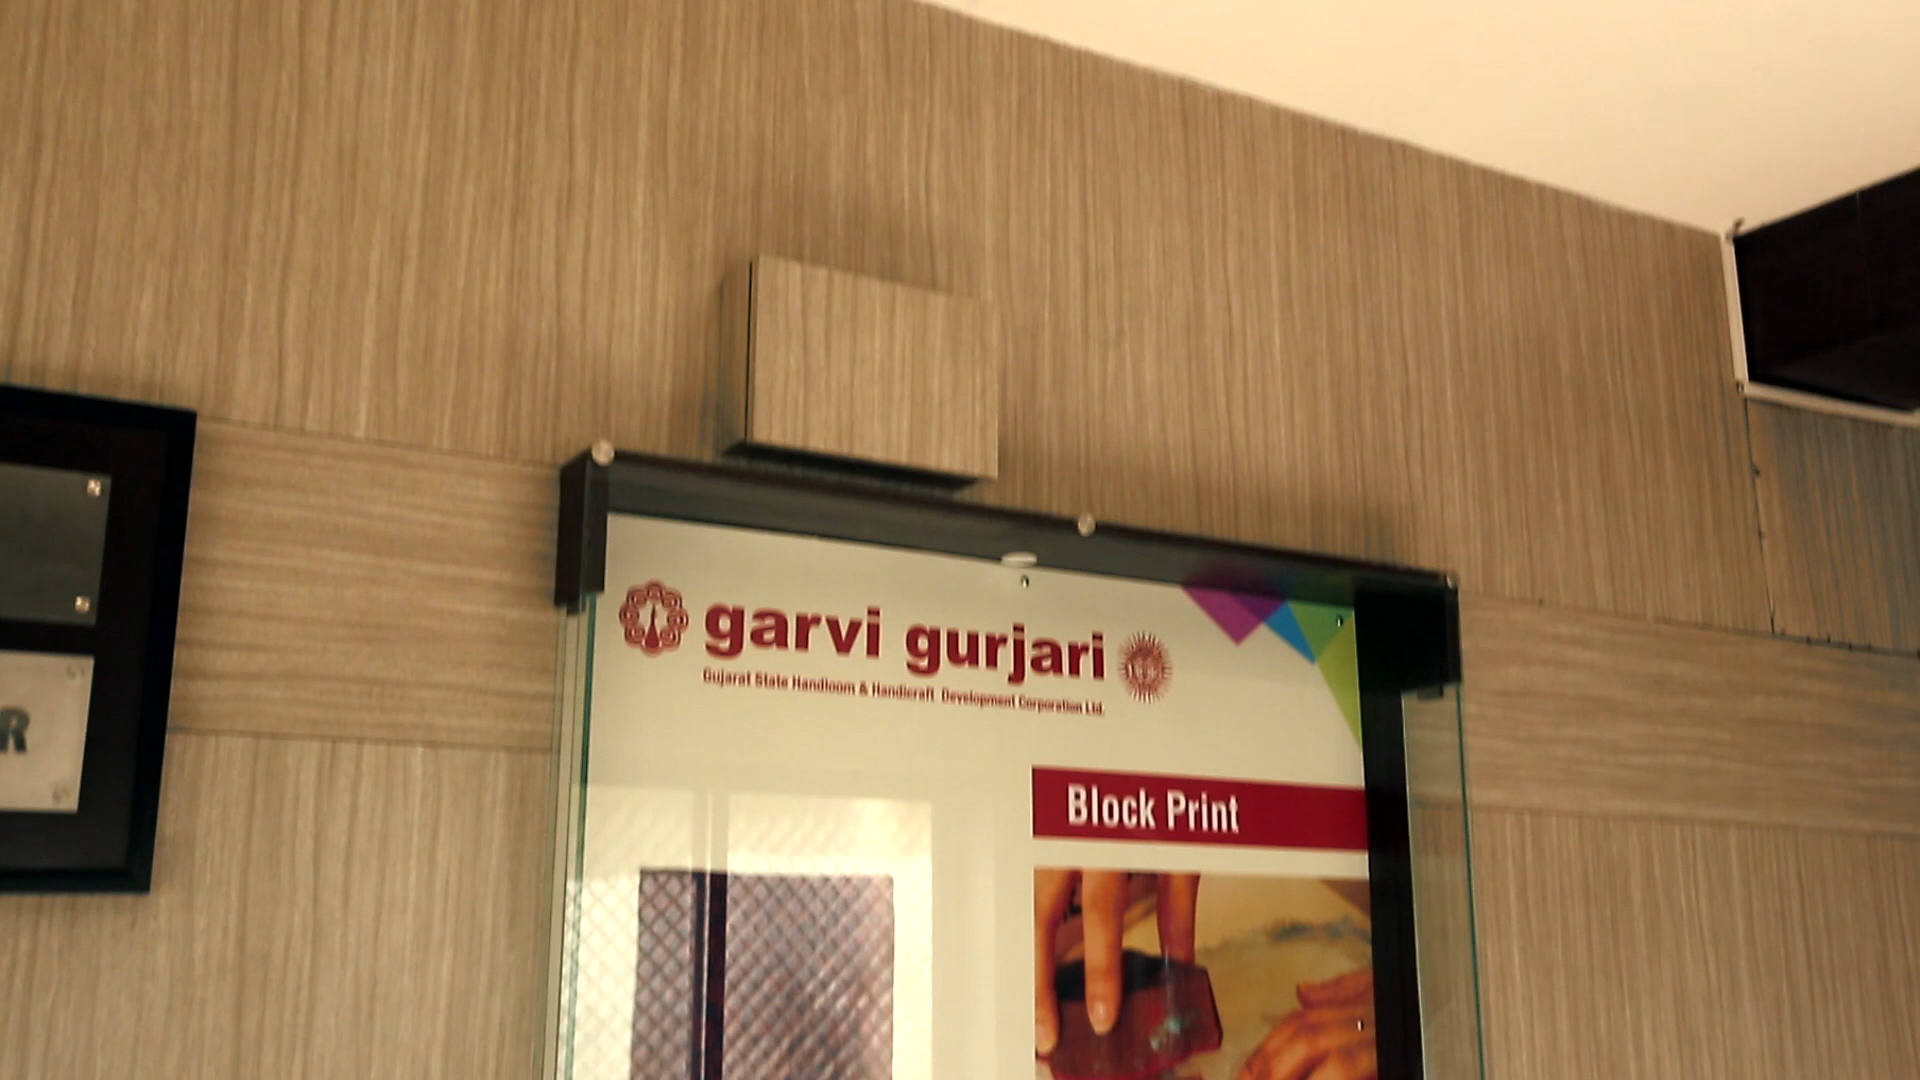 garvi gurjari
Gujarat State Handloom & Handicraft Development Corporation Ltd.
Block Print
R